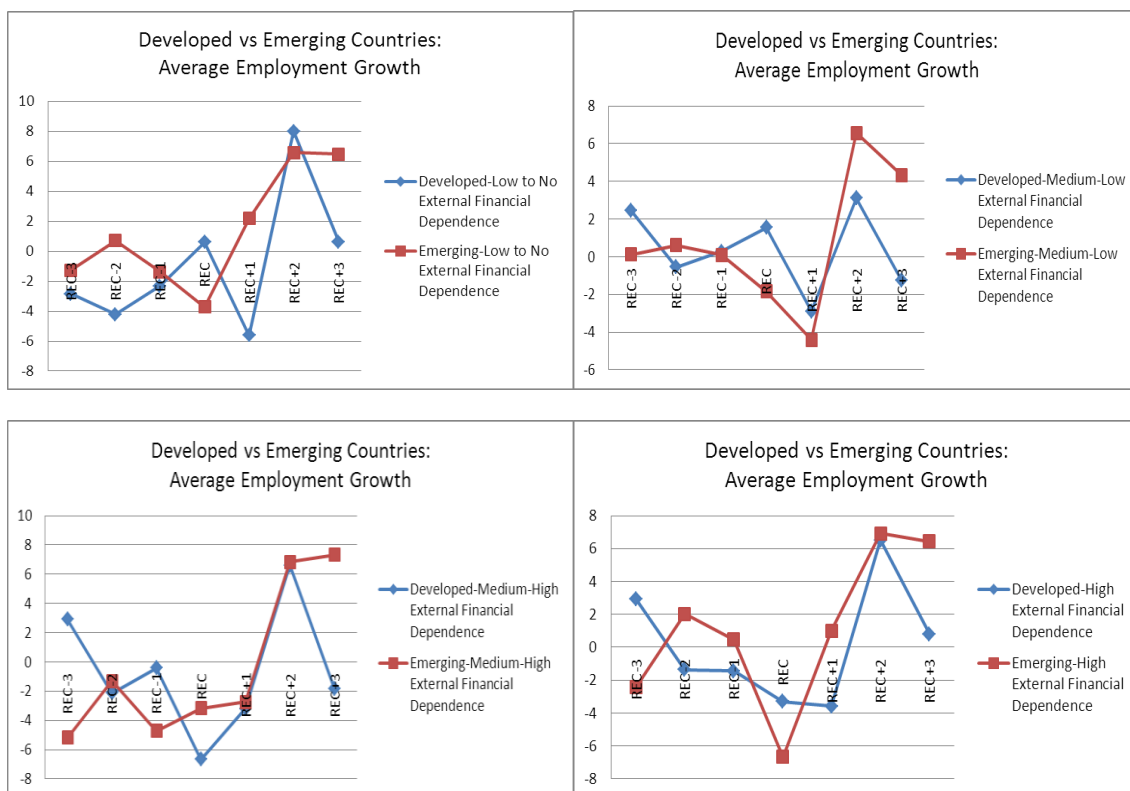 Developed vs Emerging Countries:
Average Employment Growth
10
8
6
4
2
0
-2
-4
-6
-8
REC-3
REC-2
REC-1
REC
REC+1
REC+2
REC+3
Developed-Low to No
External Financial
Dependence
Emerging-Low to No
External Financial
Dependence
Developed vs Emerging Countries:
Average Employment Growth
8
6
4
2
0
-2
-4
-6
REC-3
REC-2
REC-1
REC
REC+1
REC+2
REC+3
Developed-Medium-Low
External Financial
Dependence
Emerging-Medium-Low
External Financial
Dependence
Developed vs Emerging Countries:
Average Employment Growth
10
8
6
4
2
0
-2
-4
-6
-8
REC-3
REC-2
REC-1
REC
REC+1
REC+2
REC+3
Developed-Medium-High
External Financial
Dependence
Emerging-Medium-High
External Financial
Dependence
Developed vs Emerging Countries:
Average Employment Growth
8
6
4
2
0
-2
-4
-6
-8
REC-3
REC-2
REC-1
REC
REC+1
REC+2
REC+3
Developed-High
External Financial
Dependence
Emerging-High
External Financial
Dependence